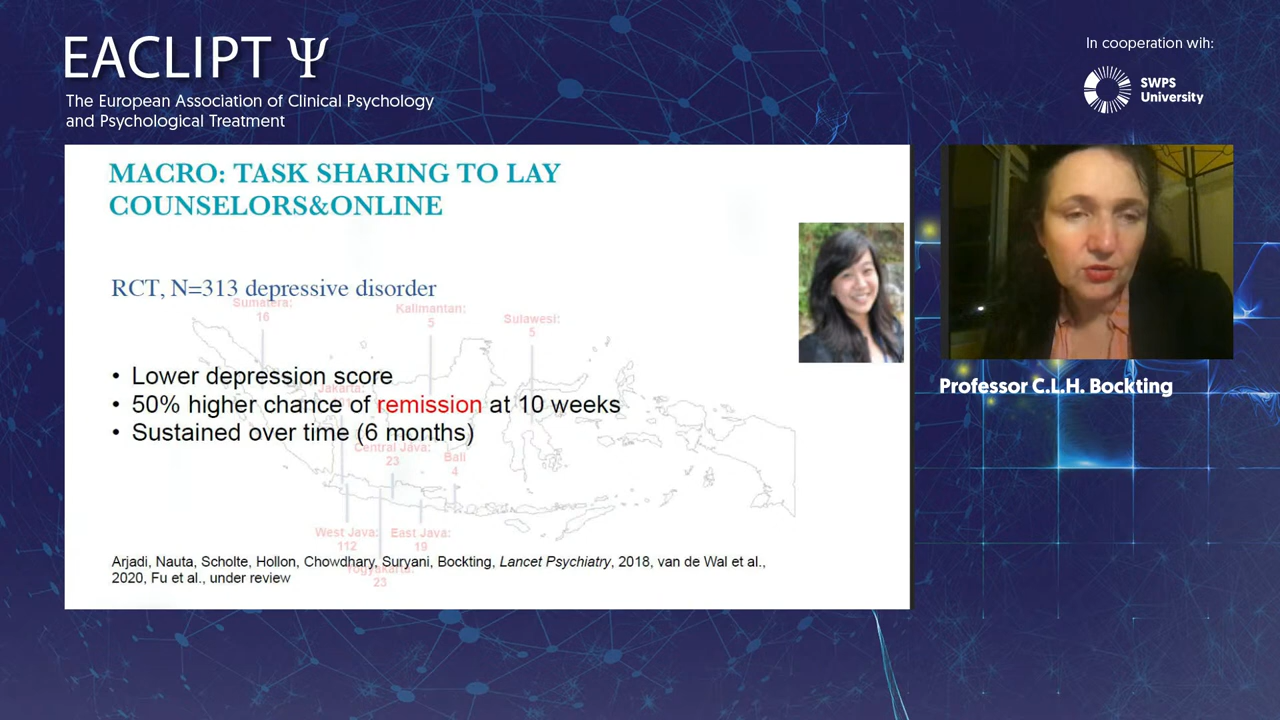 EACLIPT Ψ
The European Association of Clinical Psychology
and Psychological Treatment
In cooperation wih:
SWPS
University
MACRO: TASK SHARING TO LAY
COUNSELORS&ONLINE
RCT, N=313 depressive disorder
Sumatera:
16
Kalimantan:
5
Sulawesi:
5
• Lower depression score
Jakarta:
• 50% higher chance of remission at 10 weeks
• Sustained over time (6 months)
Central Java:
23
Bali
4
West Java:
112
East Java:
19
Arjadi, Nauta, Scholte, Hollon, Chowdhary, Suryani, Bockting, Lancet Psychiatry, 2018, van de Wal et al.,
2020, Fu et al., under review
Yogyakarta:
23
Professor C.L.H. Bockting